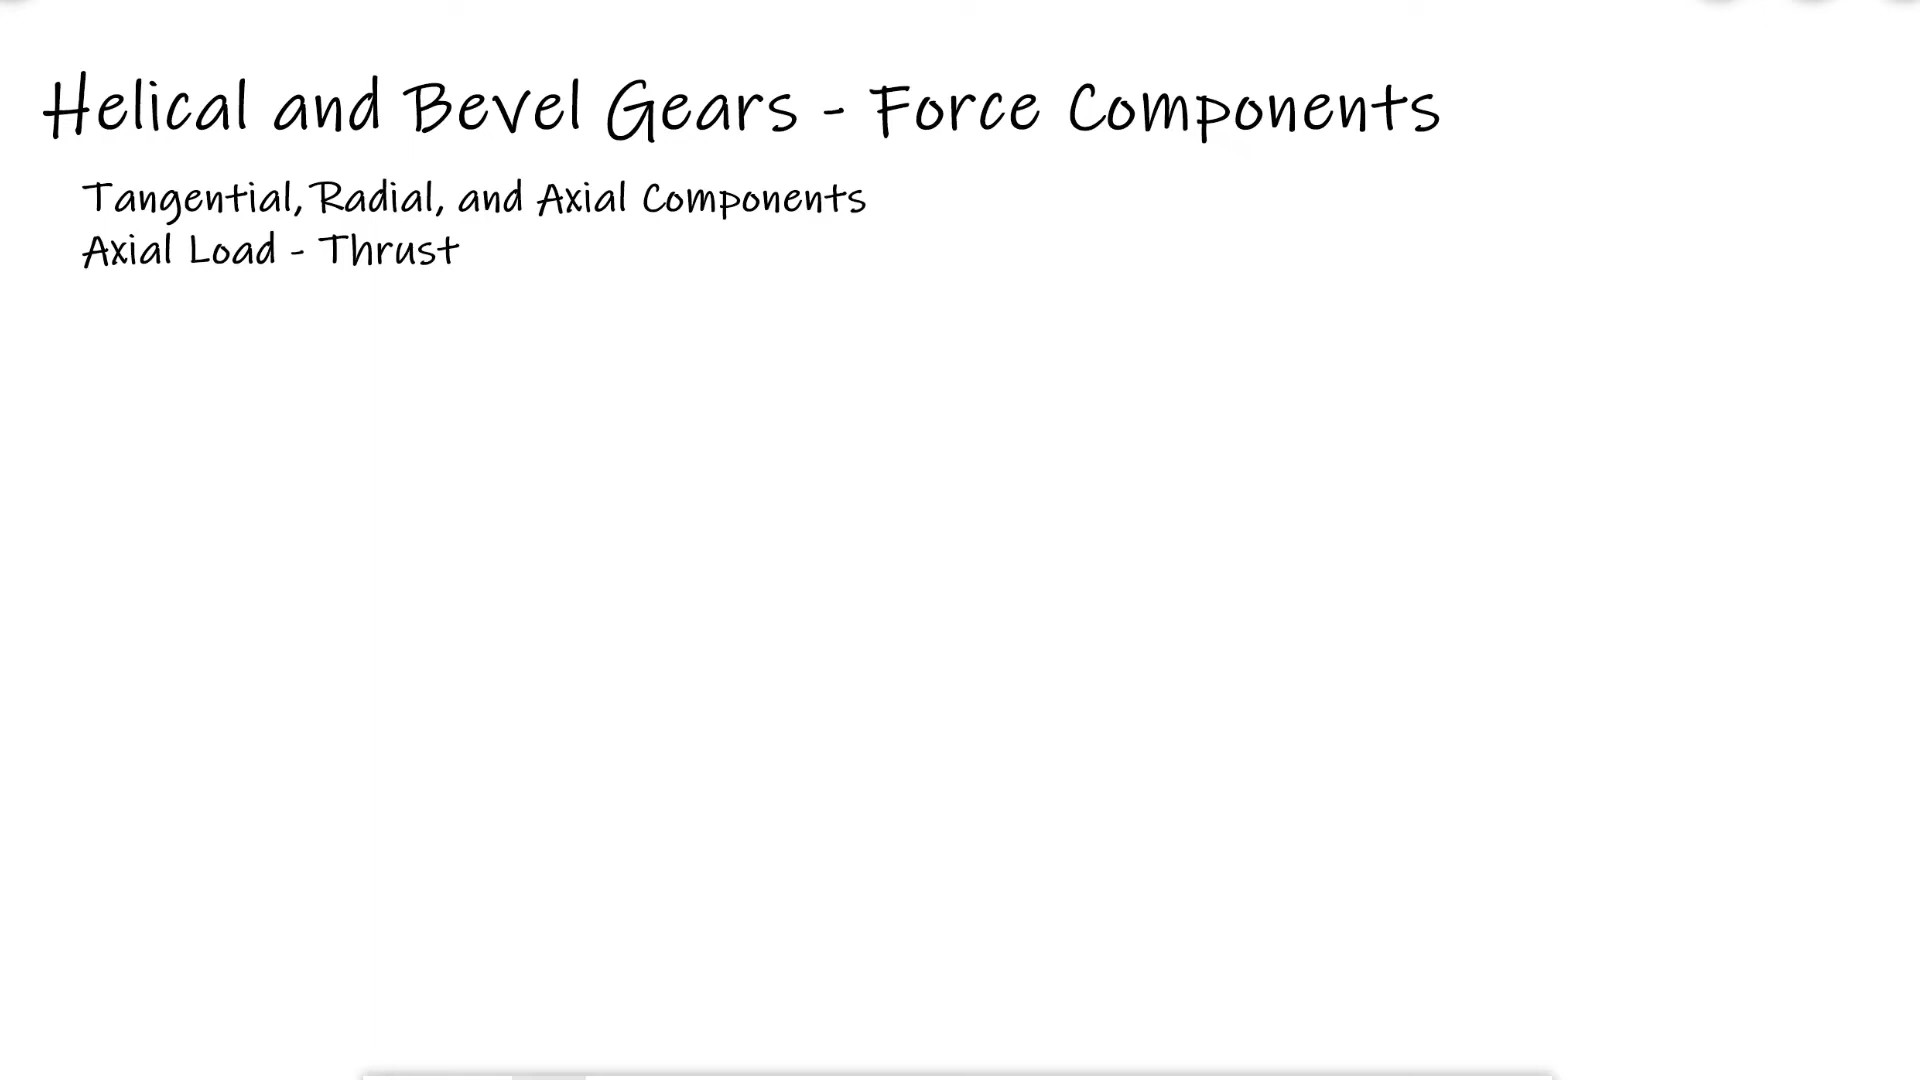 Helical and Bevel Gears - Force Components
Tangential, Radial, and Axial Components
Axial Load - Thrust